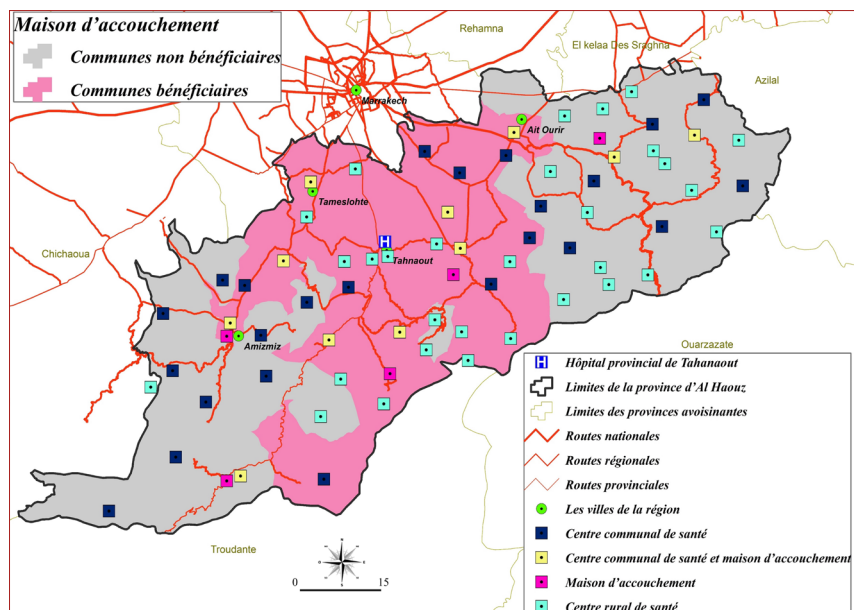 Maison d'accouchement
Communes non bénéficiaires
Communes bénéficiaires
Rehamna
El kelaa Des Sraghna
Azilal
Marrakech
Ait Ourir
Tameslohte
Chichaoua
Tahnaout
Amizmiz
Ouarzazate
Troudante
0 15
H Hôpital provincial de Tahanaout
Limites de la province d'Al Haouz
Limites des provinces avoisinantes
Routes nationales
Routes régionales
Routes provinciales
Les villes de la région
Centre communal de santé
Centre communal de santé et maison d'accouchement
Maison d'accouchement
Centre rural de santé